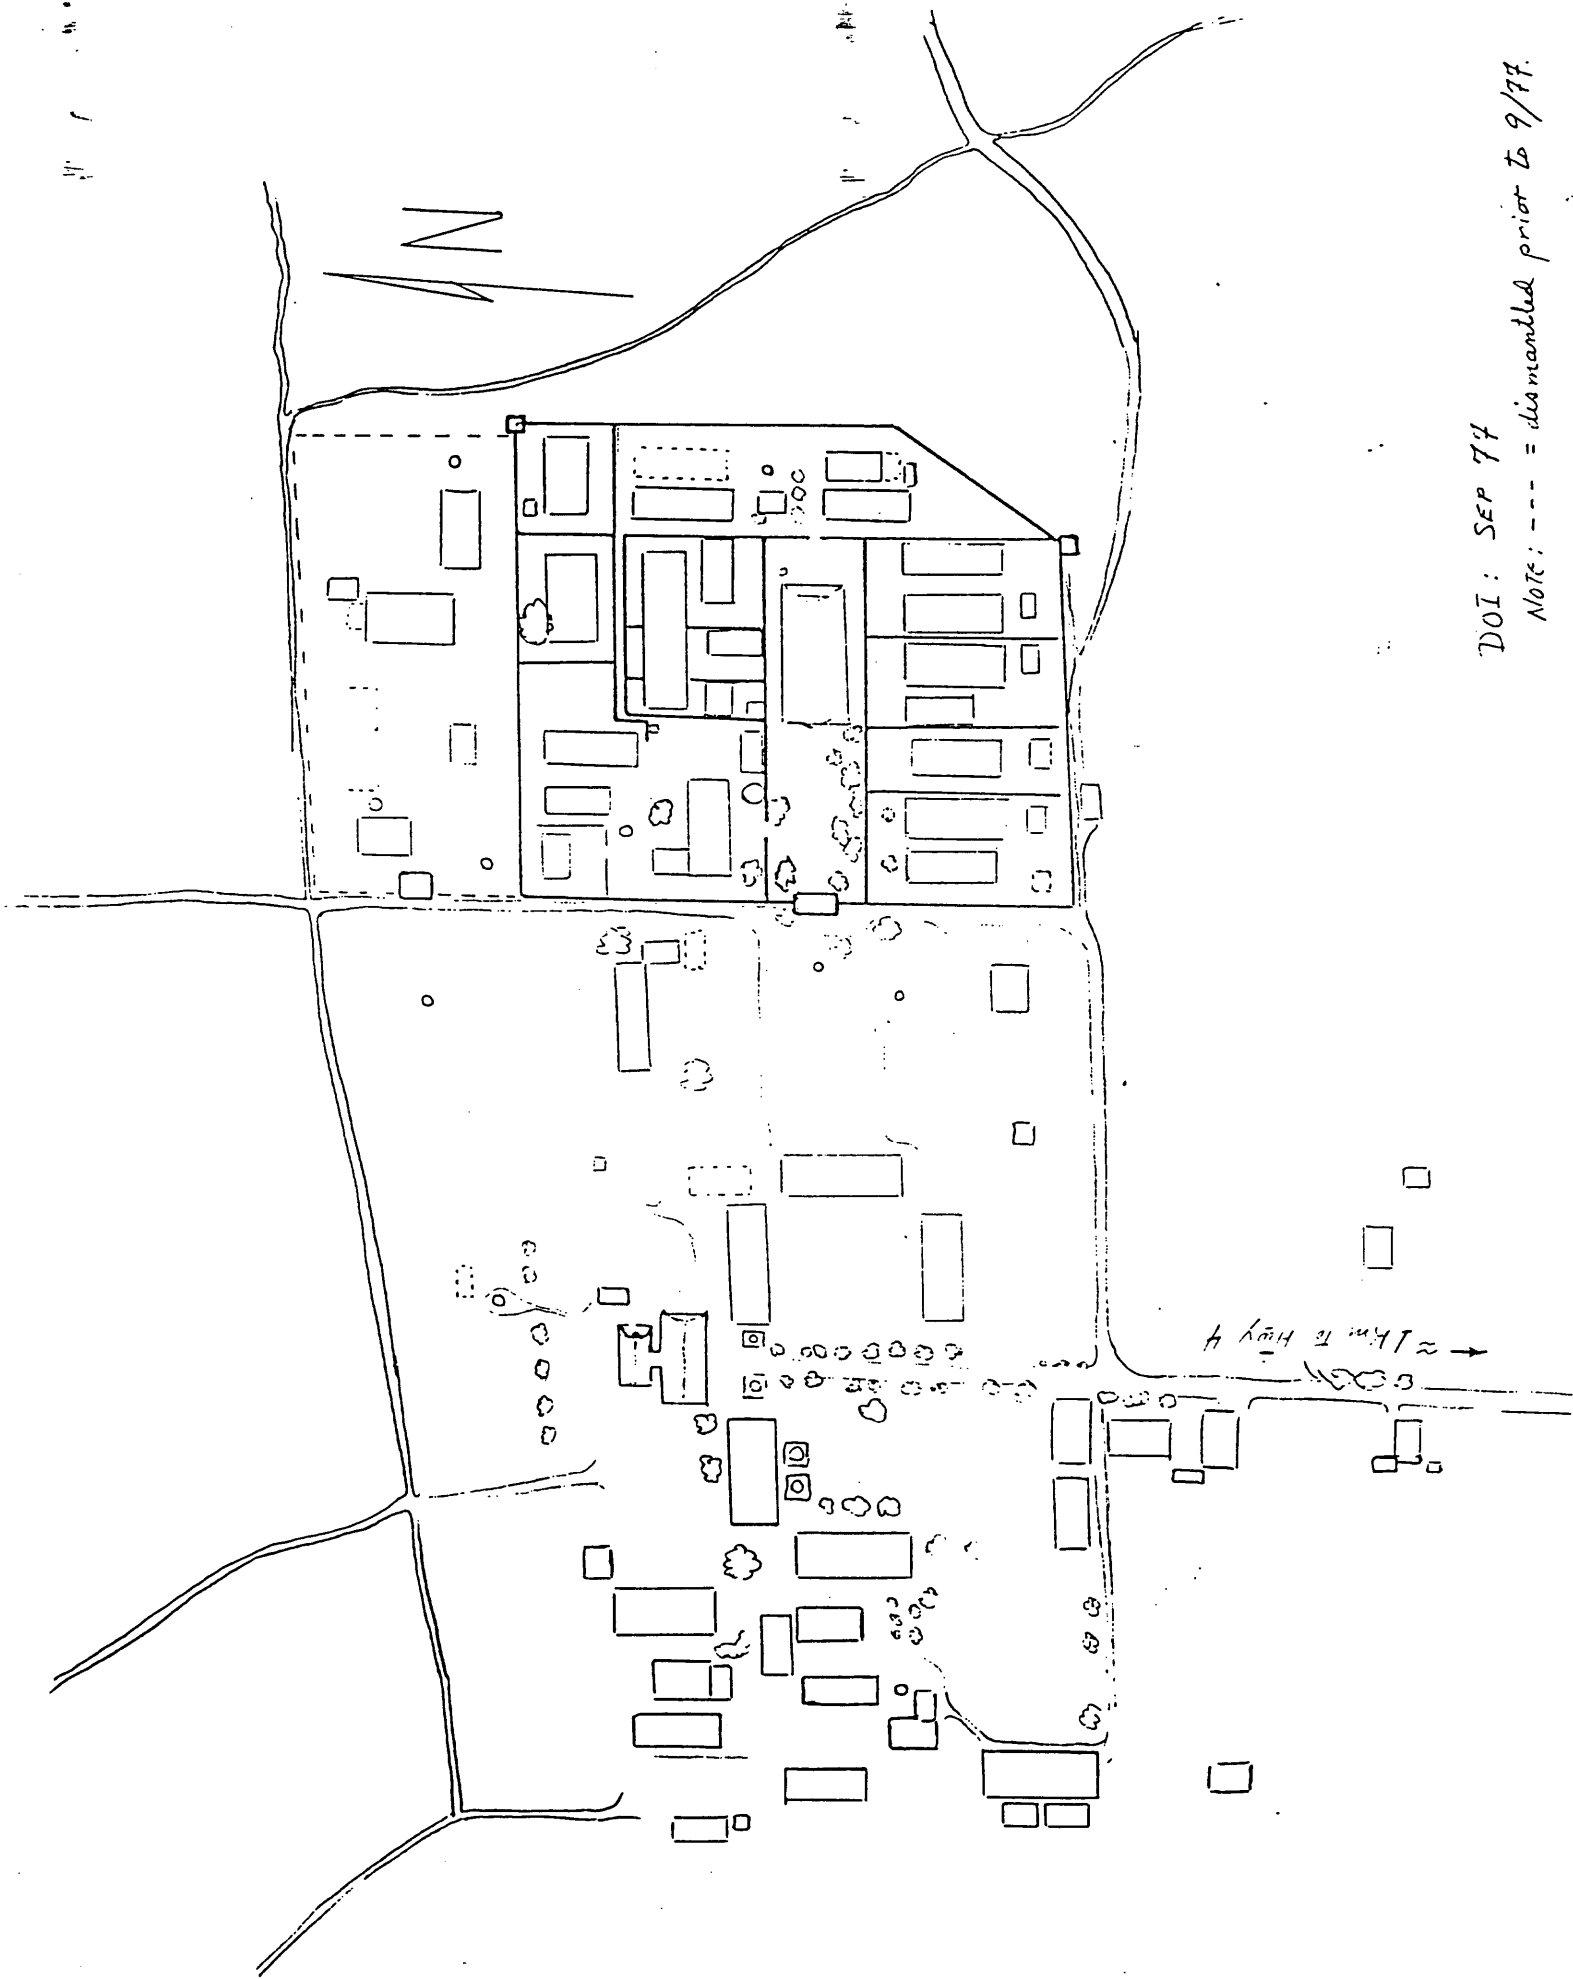 N
DOI: SEP 77
NOTE: --- = dismantled prior to 9/77.
≈ 1 km to Hwy 4